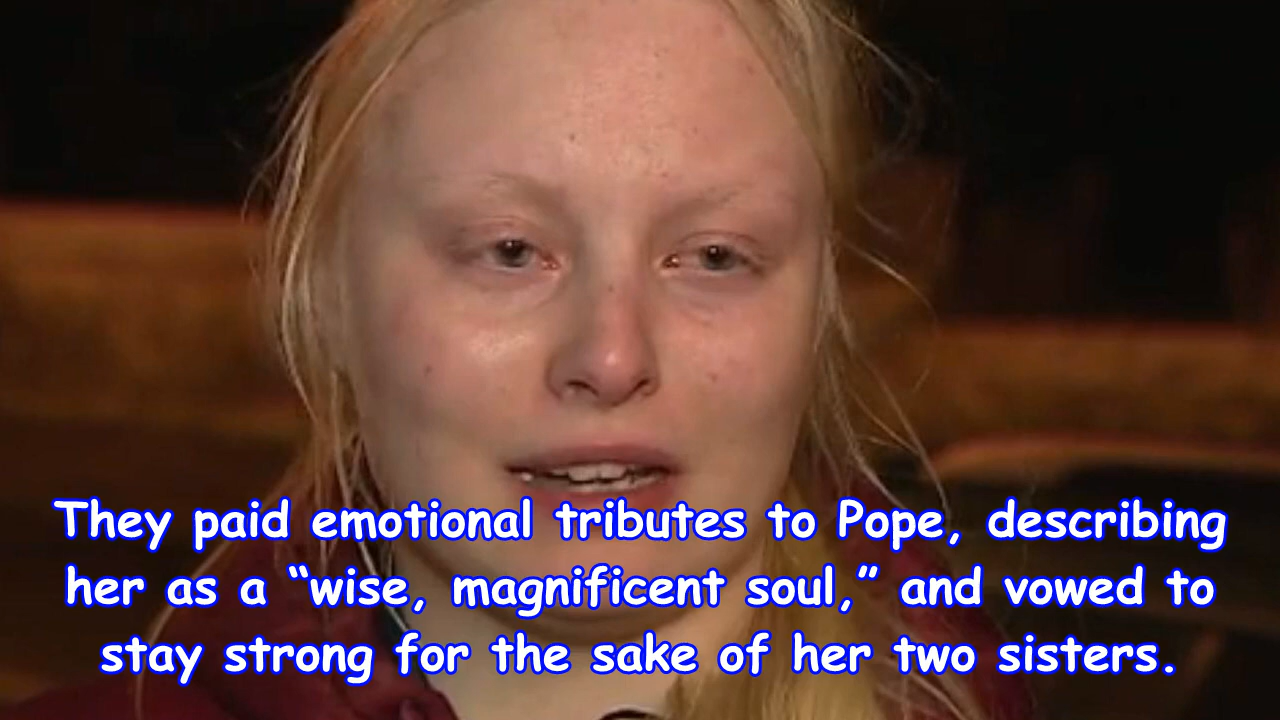 They paid emotional tributes to Pope, describing
her as a “wise, magnificent soul,” and vowed to
stay strong for the sake of her two sisters.